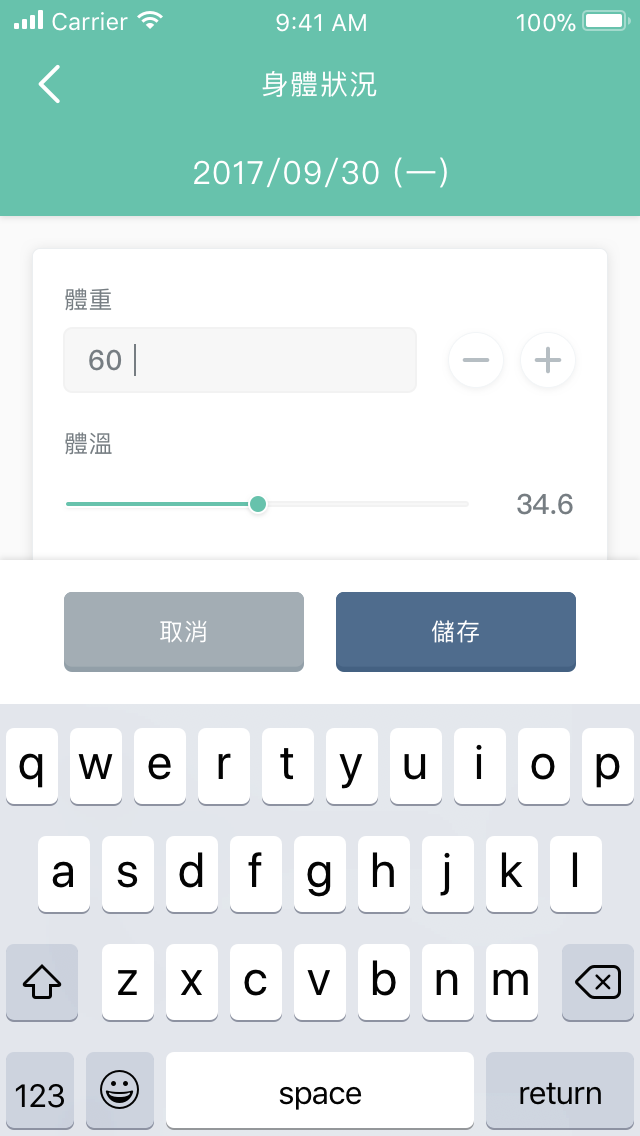 Carrier 9:41 AM 100%
身體狀況
2017/09/30 (一)
體重
60
體溫
34.6
取消 儲存
q w e r t y u i o p
a s d f g h j k l
z x c v b n m
123 space return